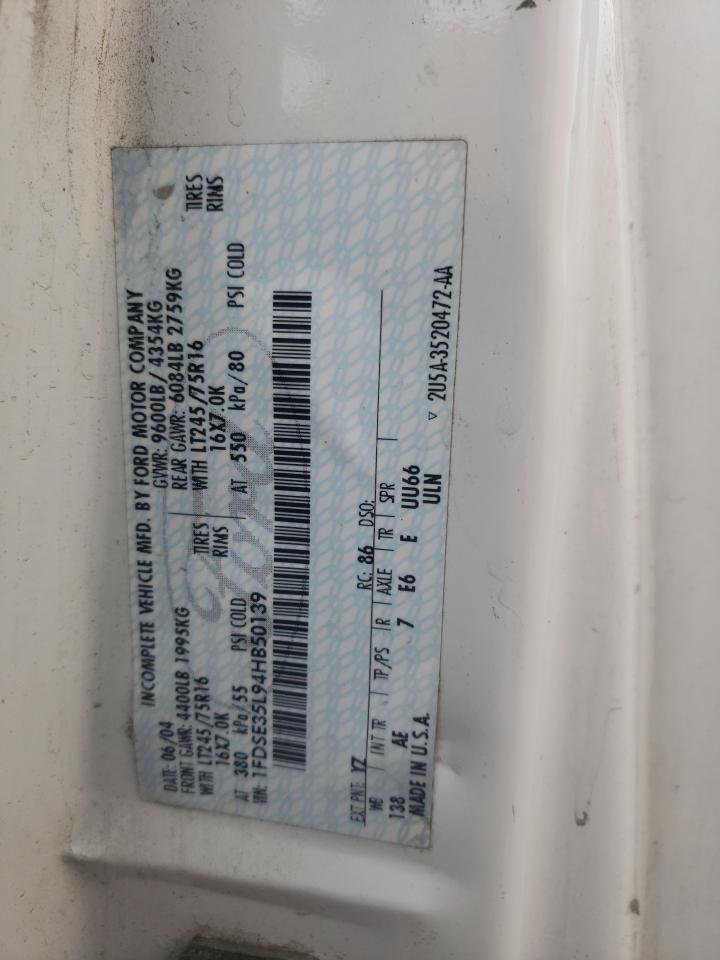 INCOMPLETE VEHICLE MFD. BY FORD MOTOR COMPANY
DATE: 06/04 GVWR: 9600LB/ 4354KG
FRONT GAWR: 4400LB 1995KG REAR GAWR: 6084LB 2759KG
WITH LT245/75R16 TIRES WITH LT245/75R16 TIRES
16X7.0K RIMS 16X7.0K RIMS
AT 380 kPa/55 PSI COLD AT 550 kPa/80 PSI COLD
VIN: 1FDSE35L94HB50139
EXT PNT: YZ RC: 86 DSO:
WB INT TR TP/PS R AXLE TR SPR
138 AE 7 E6 E UU66
MADE IN U.S.A. ULN
▽ 2U5A-3520472-AA